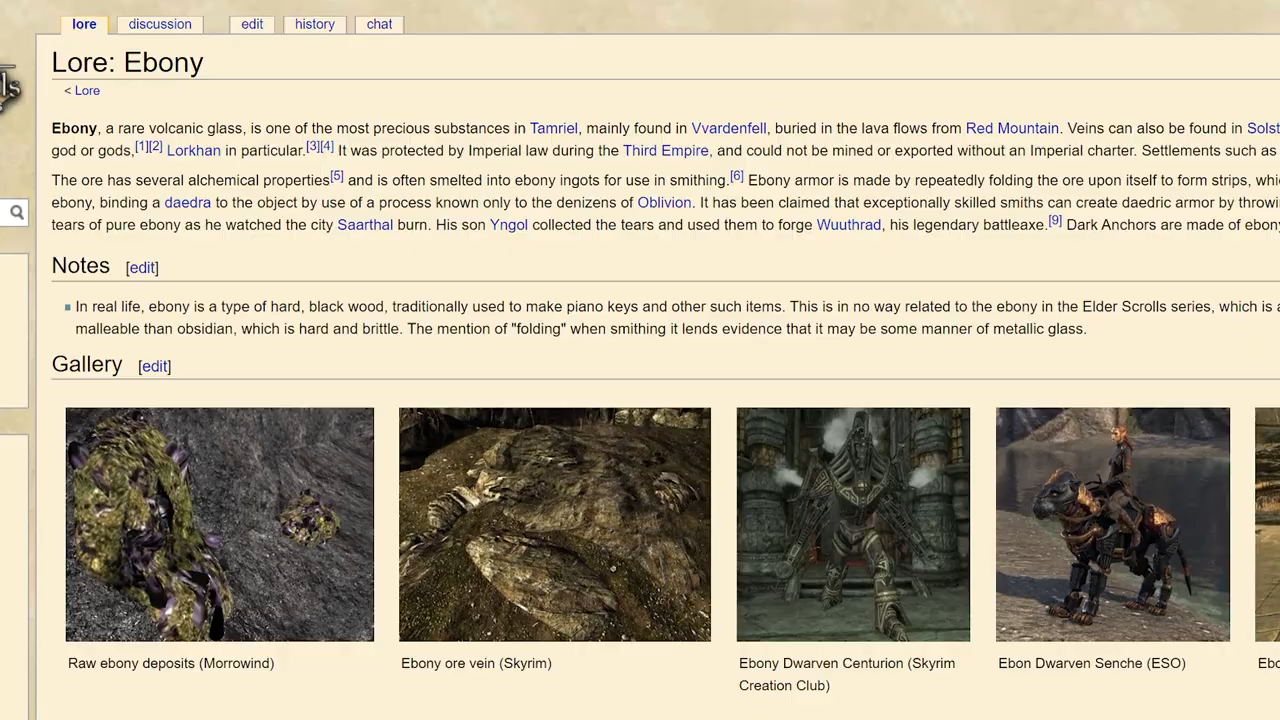 lore discussion edit history chat
ls
Lore: Ebony
< Lore
Ebony, a rare volcanic glass, is one of the most precious substances in Tamriel, mainly found in Vvardenfell, buried in the lava flows from Red Mountain. Veins can also be found in Solst
god or gods,[1][2] Lorkhan in particular.[3][4] It was protected by Imperial law during the Third Empire, and could not be mined or exported without an Imperial charter. Settlements such as
The ore has several alchemical properties[5] and is often smelted into ebony ingots for use in smithing.[6] Ebony armor is made by repeatedly folding the ore upon itself to form strips, whi
ebony, binding a daedra to the object by use of a process known only to the denizens of Oblivion. It has been claimed that exceptionally skilled smiths can create daedric armor by throwi
tears of pure ebony as he watched the city Saarthal burn. His son Yngol collected the tears and used them to forge Wuuthrad, his legendary battleaxe.[9] Dark Anchors are made of ebony
Notes [edit]
In real life, ebony is a type of hard, black wood, traditionally used to make piano keys and other such items. This is in no way related to the ebony in the Elder Scrolls series, which is a
malleable than obsidian, which is hard and brittle. The mention of "folding" when smithing it lends evidence that it may be some manner of metallic glass.
Gallery [edit]
Raw ebony deposits (Morrowind)
Ebony ore vein (Skyrim)
Ebony Dwarven Centurion (Skyrim
Creation Club)
Ebon Dwarven Senche (ESO)
Ebo